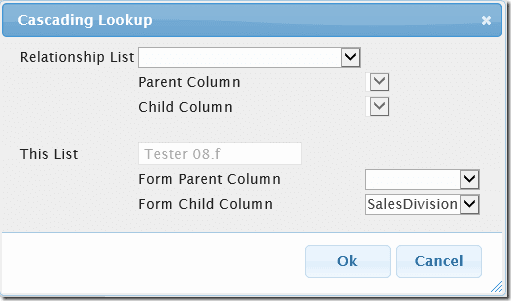 Cascading Lookup
Relationship List
Parent Column
Child Column
This List Tester 08.f
Form Parent Column
Form Child Column SalesDivision
Ok Cancel